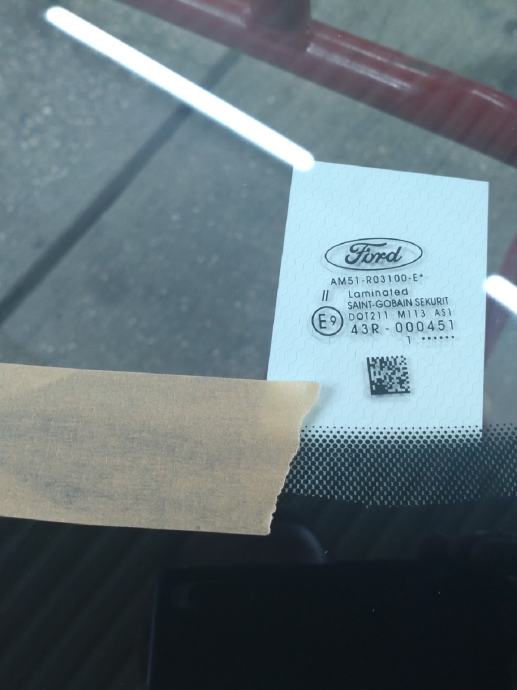 Ford
AM51-R03100-E*
II Laminated
SAINT-GOBAIN SEKURIT
E9 DOT211 M113 AS1
43R-000451
1 ••••••